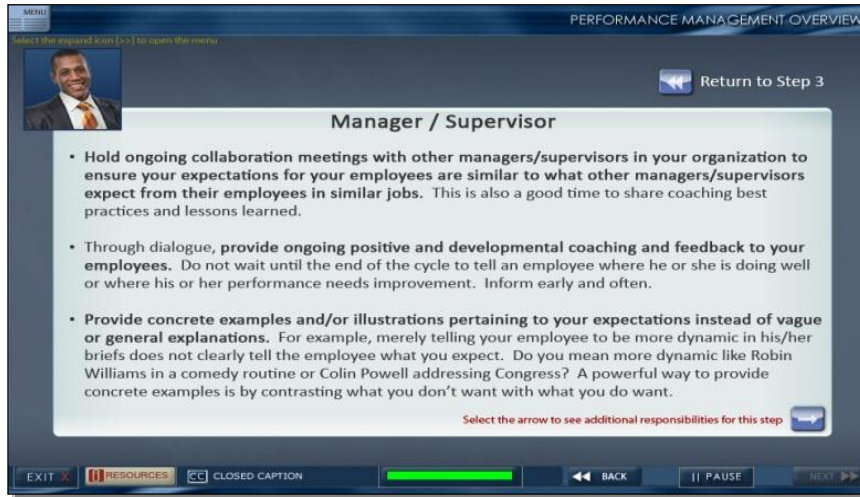 MENU
PERFORMANCE MANAGEMENT OVERVIEW
Select the expand icon [>>] to open the menu
Return to Step 3
Manager / Supervisor
• Hold ongoing collaboration meetings with other managers/supervisors in your organization to
ensure your expectations for your employees are similar to what other managers/supervisors
expect from their employees in similar jobs. This is also a good time to share coaching best
practices and lessons learned.
• Through dialogue, provide ongoing positive and developmental coaching and feedback to your
employees. Do not wait until the end of the cycle to tell an employee where he or she is doing well
or where his or her performance needs improvement. Inform early and often.
• Provide concrete examples and/or illustrations pertaining to your expectations instead of vague
or general explanations. For example, merely telling your employee to be more dynamic in his/her
briefs does not clearly tell the employee what you expect. Do you mean more dynamic like Robin
Williams in a comedy routine or Colin Powell addressing Congress? A powerful way to provide
concrete examples is by contrasting what you don't want with what you do want.
Select the arrow to see additional responsibilities for this step
EXIT X [i] RESOURCES CC CLOSED CAPTION BACK || PAUSE NEXT